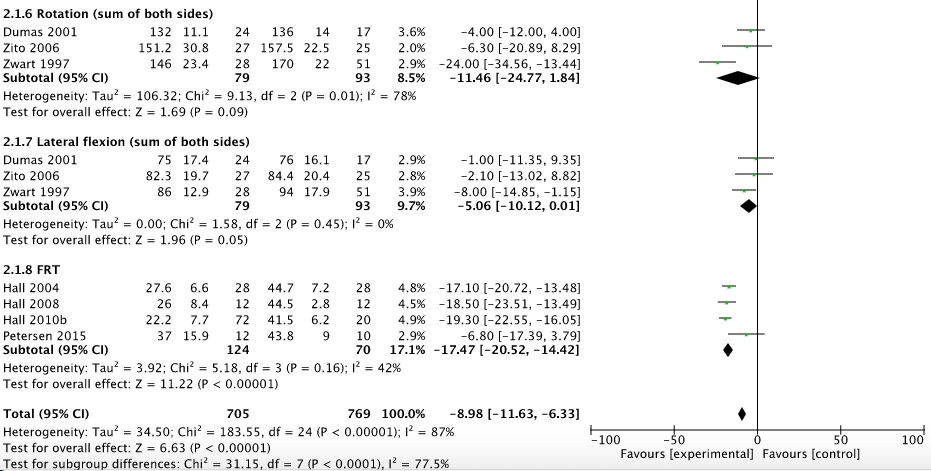 2.1.6 Rotation (sum of both sides)
Dumas 2001 132 11.1 24 136 14 17 3.6% −4.00 [−12.00, 4.00]
Zito 2006 151.2 30.8 27 157.5 22.5 25 2.0% −6.30 [−20.89, 8.29]
Zwart 1997 146 23.4 28 170 22 51 2.9% −24.00 [−34.56, −13.44]
Subtotal (95% CI) 79 93 8.5% −11.46 [−24.77, 1.84]
Heterogeneity: Tau² = 106.32; Chi² = 9.13, df = 2 (P = 0.01); I² = 78%
Test for overall effect: Z = 1.69 (P = 0.09)
2.1.7 Lateral flexion (sum of both sides)
Dumas 2001 75 17.4 24 76 16.1 17 2.9% −1.00 [−11.35, 9.35]
Zito 2006 82.3 19.7 27 84.4 20.4 25 2.8% −2.10 [−13.02, 8.82]
Zwart 1997 86 12.9 28 94 17.9 51 3.9% −8.00 [−14.85, −1.15]
Subtotal (95% CI) 79 93 9.7% −5.06 [−10.12, 0.01]
Heterogeneity: Tau² = 0.00; Chi² = 1.58, df = 2 (P = 0.45); I² = 0%
Test for overall effect: Z = 1.96 (P = 0.05)
2.1.8 FRT
Hall 2004 27.6 6.6 28 44.7 7.2 28 4.8% −17.10 [−20.72, −13.48]
Hall 2008 26 8.4 12 44.5 2.8 12 4.5% −18.50 [−23.51, −13.49]
Hall 2010b 22.2 7.7 72 41.5 6.2 20 4.9% −19.30 [−22.55, −16.05]
Petersen 2015 37 15.9 12 43.8 9 10 2.9% −6.80 [−17.39, 3.79]
Subtotal (95% CI) 124 70 17.1% −17.47 [−20.52, −14.42]
Heterogeneity: Tau² = 3.92; Chi² = 5.18, df = 3 (P = 0.16); I² = 42%
Test for overall effect: Z = 11.22 (P < 0.00001)
Total (95% CI) 705 769 100.0% −8.98 [−11.63, −6.33]
Heterogeneity: Tau² = 34.50; Chi² = 183.55, df = 24 (P < 0.00001); I² = 87%
Test for overall effect: Z = 6.63 (P < 0.00001)
Test for subgroup differences: Chi² = 31.15, df = 7 (P < 0.0001), I² = 77.5%
−100 −50 0 50 100
Favours [experimental] Favours [control]